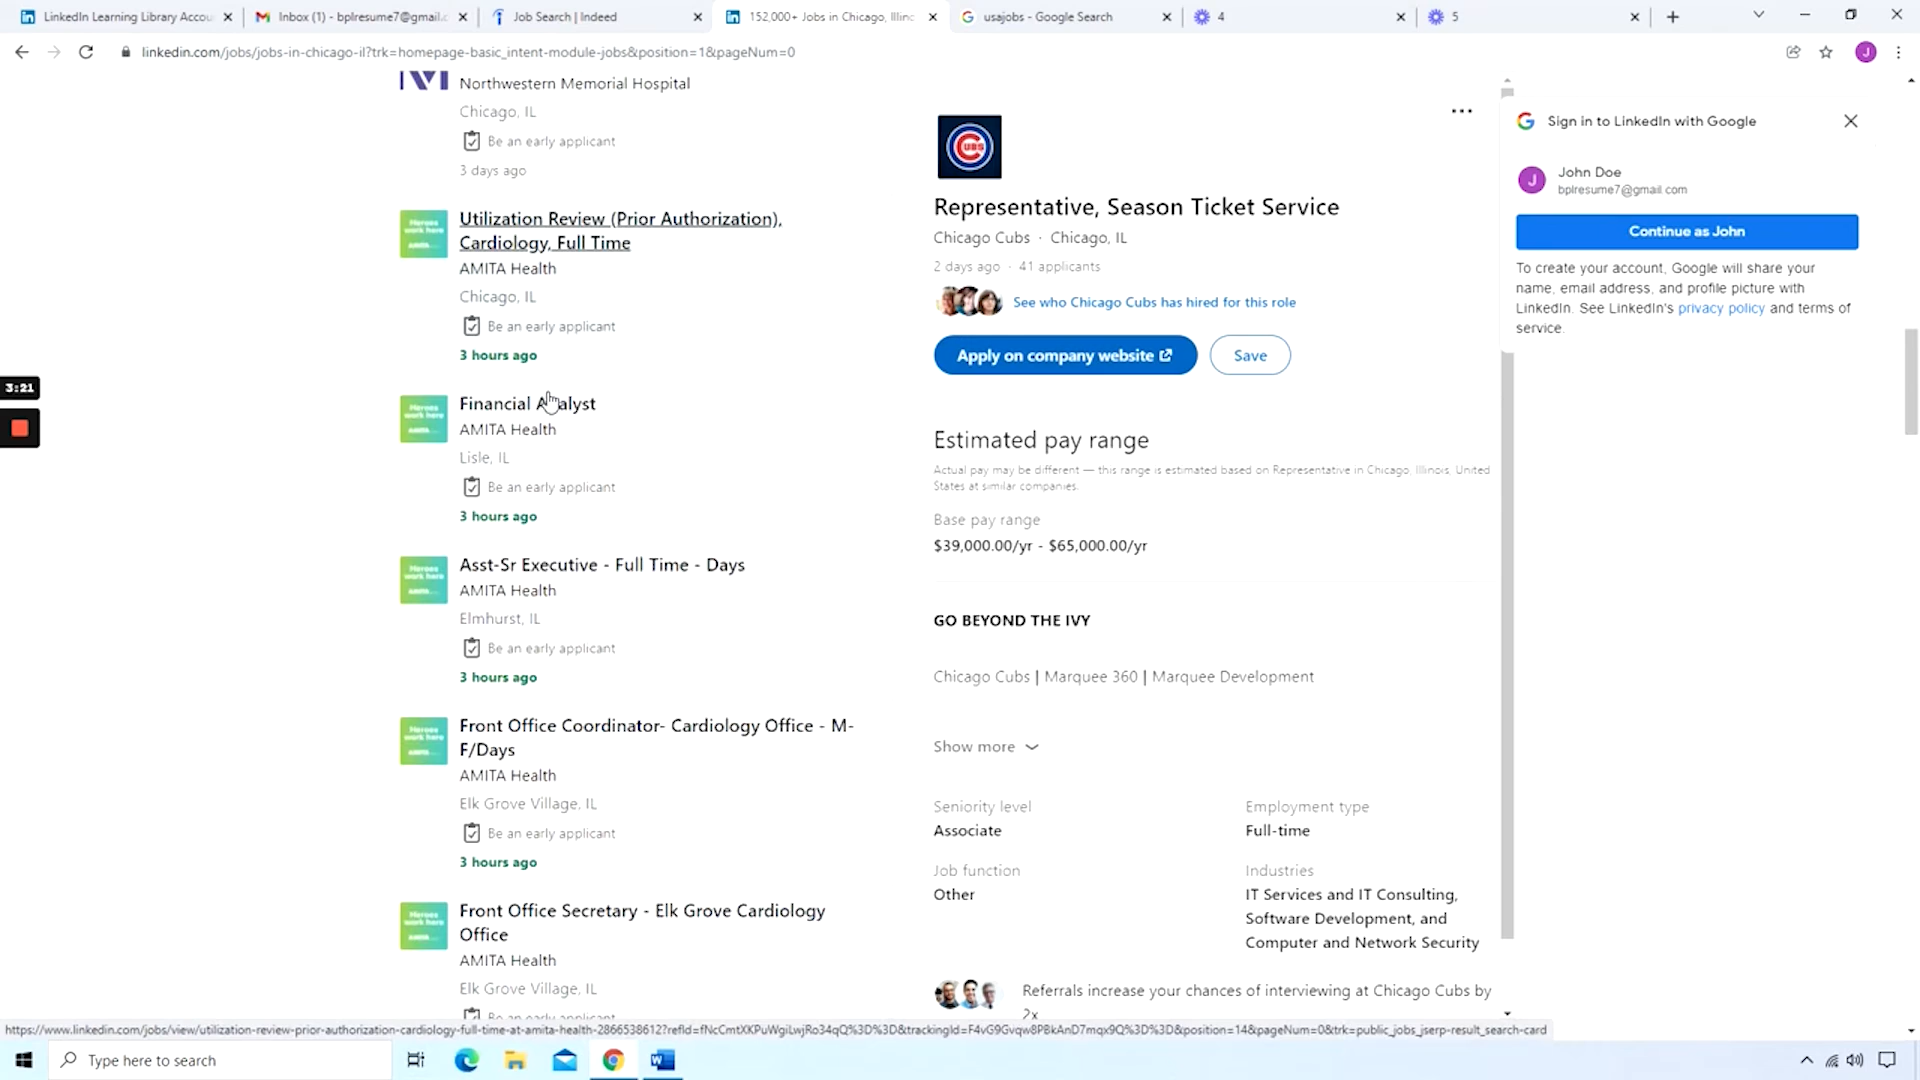 LinkedIn Learning Library Accou
Inbox (1) - bplresume7@gmail.c
Job Search | Indeed
152,000+ Jobs in Chicago, Illinc
usajobs - Google Search
4
5
linkedin.com/jobs/jobs-in-chicago-il?trk=homepage-basic_intent-module-jobs&position=1&pageNum=0
J
Northwestern Memorial Hospital
Chicago, IL
Be an early applicant
3 days ago
Utilization Review (Prior Authorization),
Cardiology, Full Time
AMITA Health
Chicago, IL
Be an early applicant
3 hours ago
Financial Analyst
AMITA Health
Lisle, IL
Be an early applicant
3 hours ago
Asst-Sr Executive - Full Time - Days
AMITA Health
Elmhurst, IL
Be an early applicant
3 hours ago
Front Office Coordinator- Cardiology Office - M-
F/Days
AMITA Health
Elk Grove Village, IL
Be an early applicant
3 hours ago
Front Office Secretary - Elk Grove Cardiology
Office
AMITA Health
Elk Grove Village, IL
Be an early applicant
Heroes
work here
AMITA
3:21
CUBS
Representative, Season Ticket Service
Chicago Cubs · Chicago, IL
2 days ago · 41 applicants
See who Chicago Cubs has hired for this role
Apply on company website
Save
Estimated pay range
Actual pay may be different — this range is estimated based on Representative in Chicago, Illinois, United
States at similar companies.
Base pay range
$39,000.00/yr - $65,000.00/yr
GO BEYOND THE IVY
Chicago Cubs | Marquee 360 | Marquee Development
Show more
Seniority level
Associate
Employment type
Full-time
Job function
Other
Industries
IT Services and IT Consulting,
Software Development, and
Computer and Network Security
Referrals increase your chances of interviewing at Chicago Cubs by
2x
Sign in to LinkedIn with Google
J
John Doe
bplresume7@gmail.com
Continue as John
To create your account, Google will share your
name, email address, and profile picture with
LinkedIn. See LinkedIn's privacy policy and terms of
service.
Type here to search